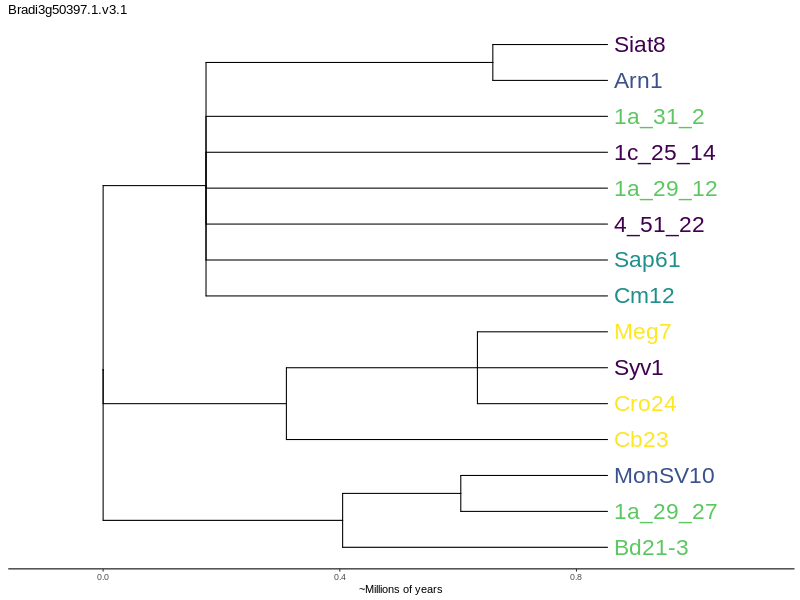 Bradi3g50397.1.v3.1
Siat8
Arn1
1a_31_2
1c_25_14
1a_29_12
4_51_22
Sap61
Cm12
Meg7
Syv1
Cro24
Cb23
MonSV10
1a_29_27
Bd21-3
0.0 0.4 0.8
~Millions of years